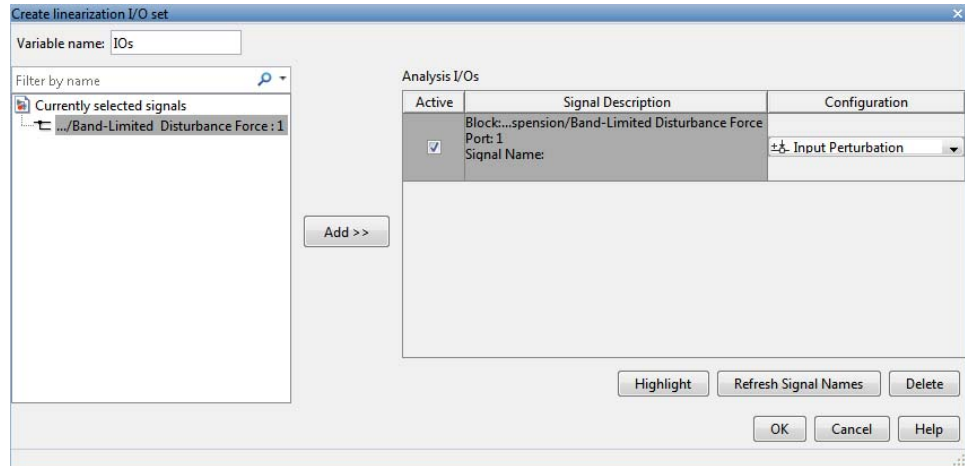 Create linearization I/O set
Variable name: IOs
Filter by name
Currently selected signals
.../Band-Limited Disturbance Force : 1
Add >>
Analysis I/Os
Active Signal Description Configuration
Block:...spension/Band-Limited Disturbance Force
Port: 1
Signal Name:
Input Perturbation
Highlight Refresh Signal Names Delete
OK Cancel Help